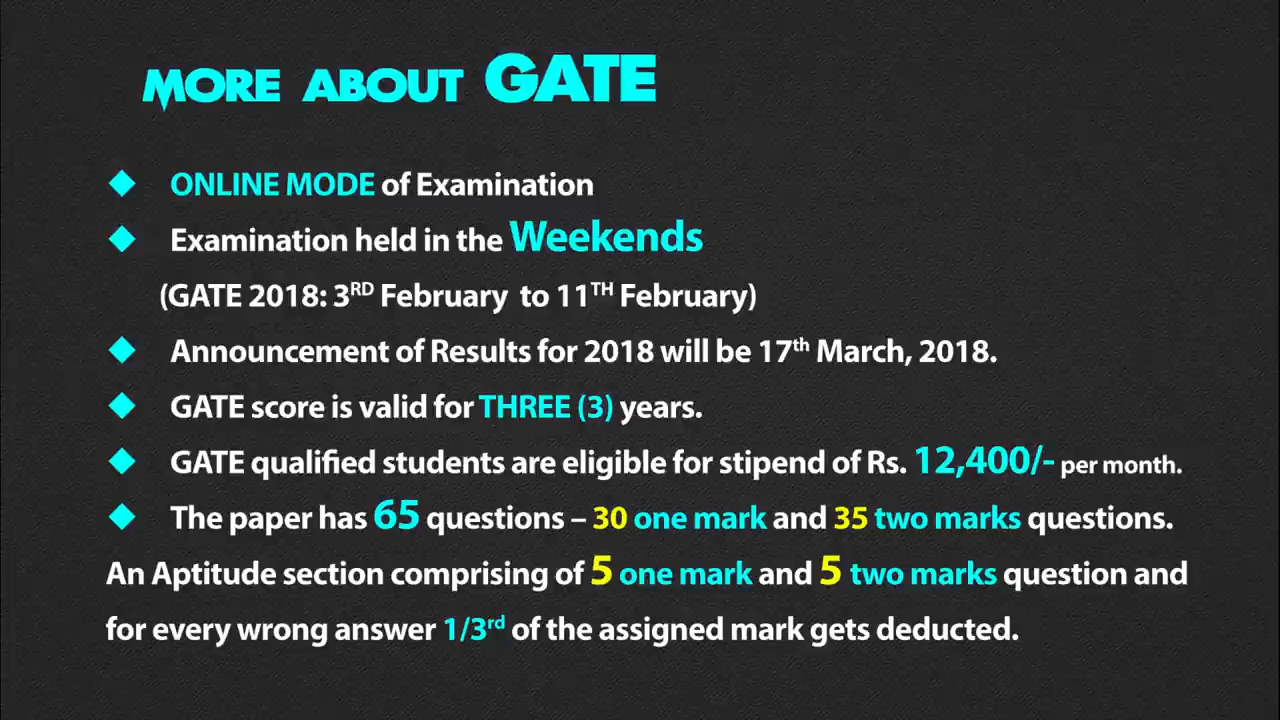 MORE ABOUT GATE
ONLINE MODE of Examination
Examination held in the Weekends
(GATE 2018: 3RD February to 11TH February)
Announcement of Results for 2018 will be 17th March, 2018.
GATE score is valid for THREE (3) years.
GATE qualified students are eligible for stipend of Rs. 12,400/- per month.
The paper has 65 questions – 30 one mark and 35 two marks questions.
An Aptitude section comprising of 5 one mark and 5 two marks question and
for every wrong answer 1/3rd of the assigned mark gets deducted.